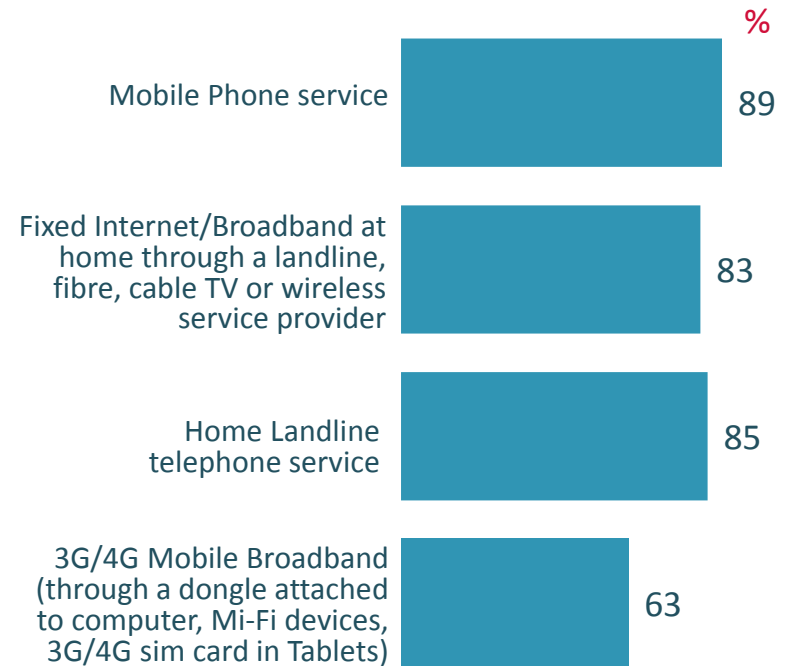 %
Mobile Phone service
89
Fixed Internet/Broadband at
home through a landline,
fibre, cable TV or wireless
service provider
83
Home Landline
telephone service
85
3G/4G Mobile Broadband
(through a dongle attached
to computer, Mi-Fi devices,
3G/4G sim card in Tablets)
63